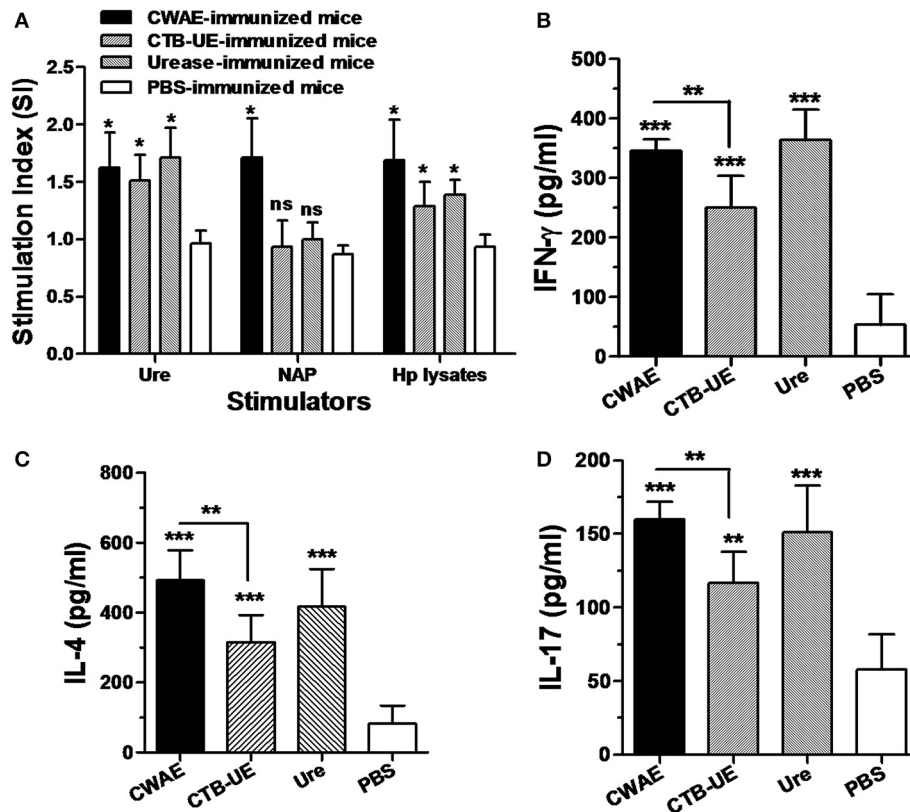 A
CWAE-immunized mice
CTB-UE-immunized mice
Urease-immunized mice
PBS-immunized mice
Stimulation Index (SI)
2.5
2.0
1.5
1.0
0.5
0.0
* * * * ns ns * * *
Ure NAP Hp lysates
Stimulators
B
IFN-γ (pg/ml)
500
400
300
200
100
0
**
*** *** ***
CWAE CTB-UE Ure PBS
C
IL-4 (pg/ml)
800
600
400
200
0
**
*** *** ***
CWAE CTB-UE Ure PBS
D
IL-17 (pg/ml)
200
150
100
50
0
**
*** ** ***
CWAE CTB-UE Ure PBS